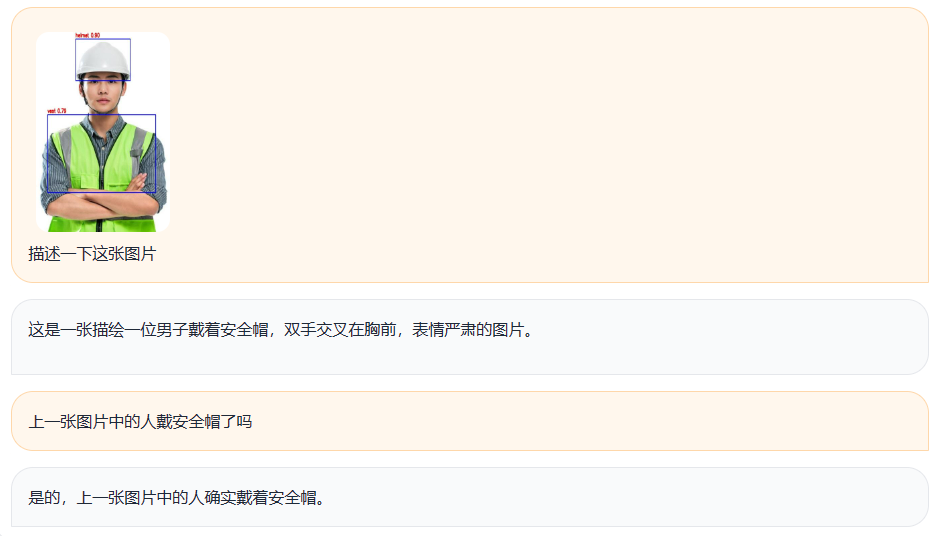 helmet 0.80
vest 0.78
描述一下这张图片
这是一张描绘一位男子戴着安全帽，双手交叉在胸前，表情严肃的图片。
上一张图片中的人戴安全帽了吗
是的，上一张图片中的人确实戴着安全帽。